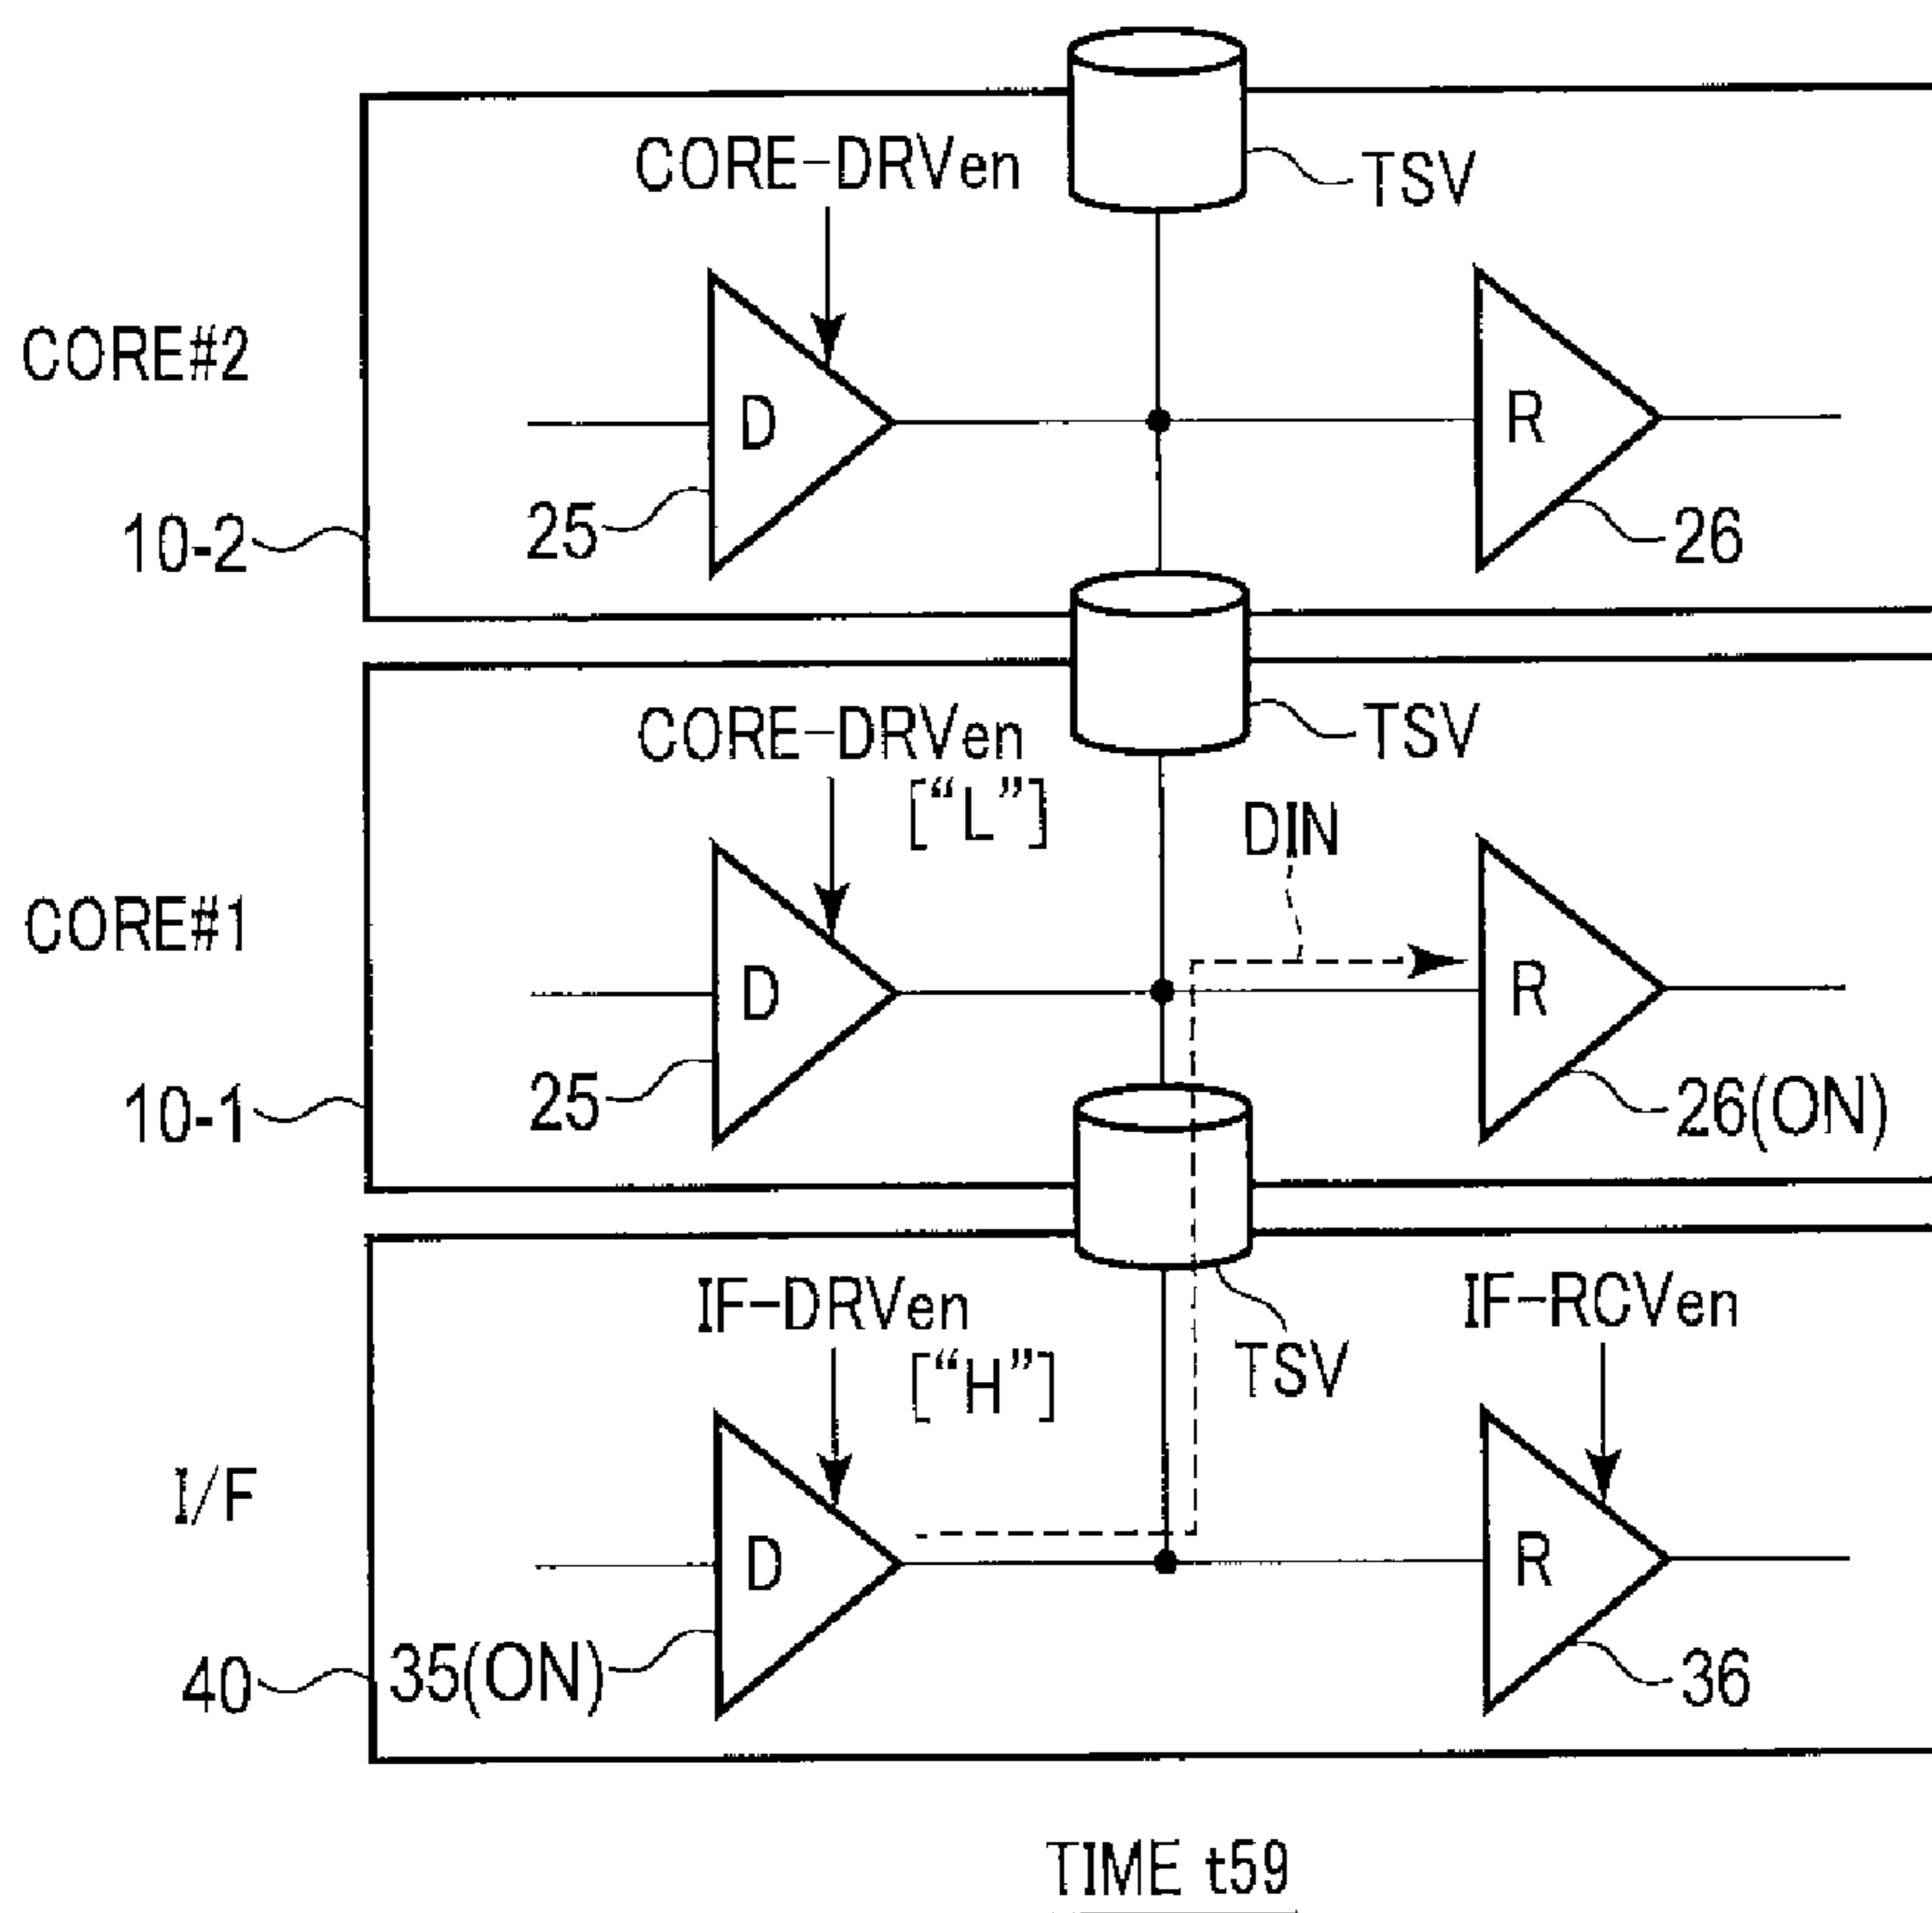 CORE-DRVen
TSV
CORE#2
D
R
25
26
10-2
CORE-DRVen
["L"]
TSV
DIN
CORE#1
D
R
25
26(ON)
10-1
IF-DRVen
["H"]
TSV
IF-RCVen
I/F
D
R
35(ON)
36
40
TIME t59